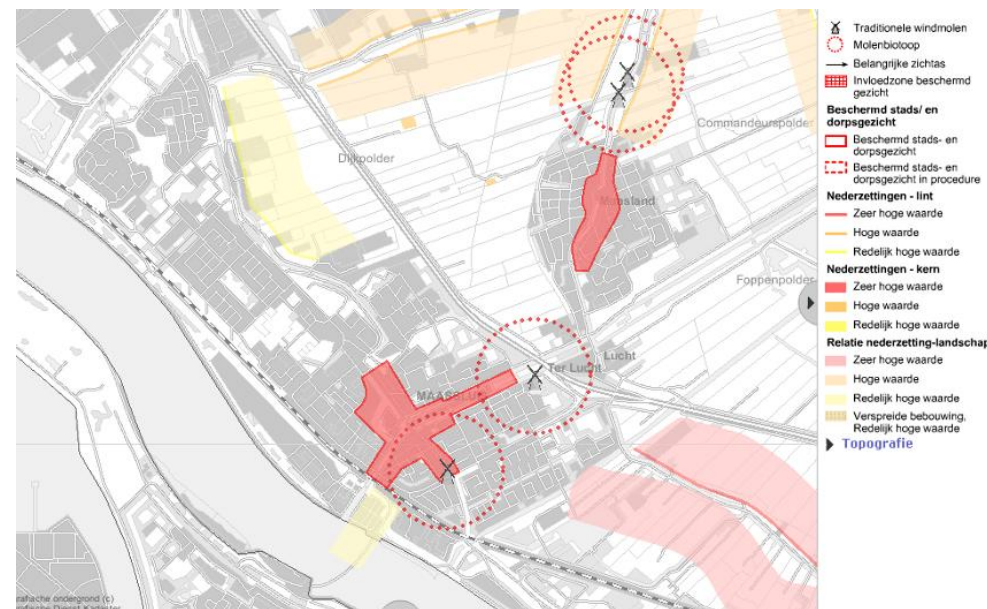 Dijkpolder
Commandeurspolder
Maasland
Foppenpolder
Lucht
Ter Lucht
Traditionele windmolen
Molenbiotoop
Belangrijke zichtas
Invloedzone beschermd
gezicht
Beschermd stads/ en
dorpsgezicht
Beschermd stads- en
dorpsgezicht
Beschermd stads- en
dorpsgezicht in procedure
Nederzettingen - lint
Zeer hoge waarde
Hoge waarde
Redelijk hoge waarde
Nederzettingen - kern
Zeer hoge waarde
Hoge waarde
Redelijk hoge waarde
Relatie nederzetting-landschap
Zeer hoge waarde
Hoge waarde
Redelijk hoge waarde
Verspreide bebouwing,
Redelijk hoge waarde
Topografie